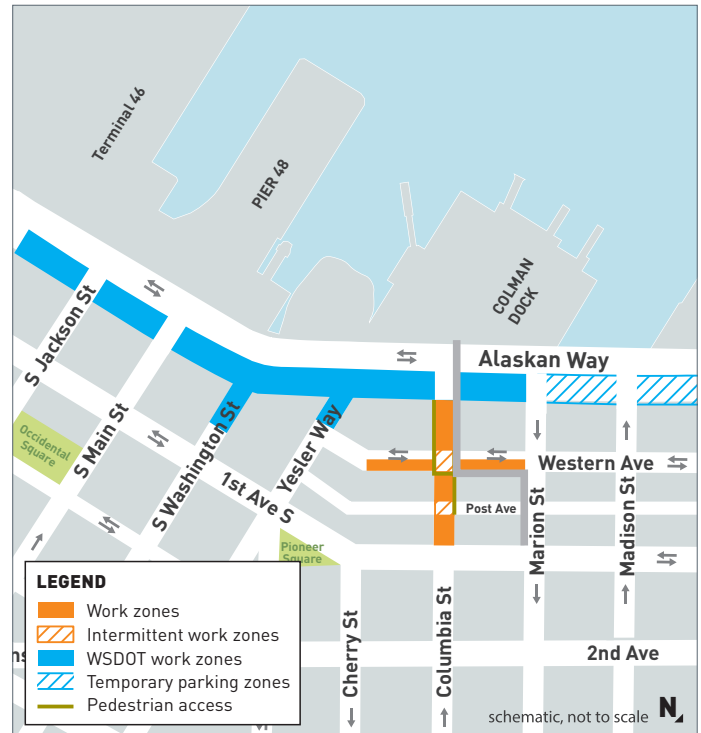 Terminal 46
PIER 48
COLMAN
DOCK
Alaskan Way
S Jackson St
S Main St
Occidental
Square
S Washington St
Yesler Way
Western Ave
1st Ave S
Post Ave
Marion St
Madison St
Pioneer
Square
Cherry St
Columbia St
2nd Ave
LEGEND
Work zones
Intermittent work zones
WSDOT work zones
Temporary parking zones
Pedestrian access
schematic, not to scale
N